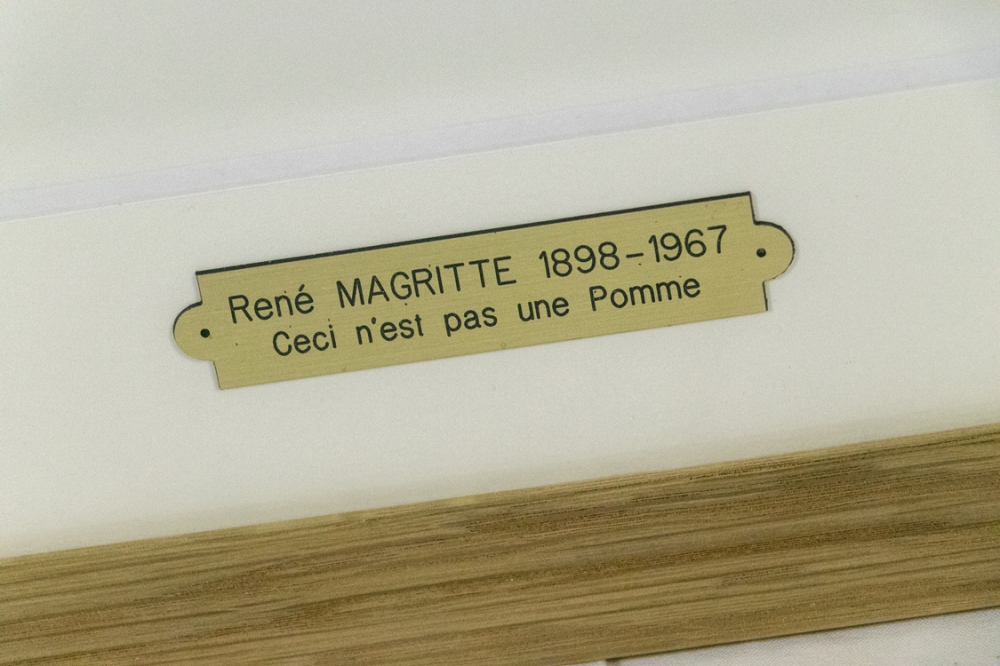 René MAGRITTE 1898-1967
Ceci n'est pas une Pomme